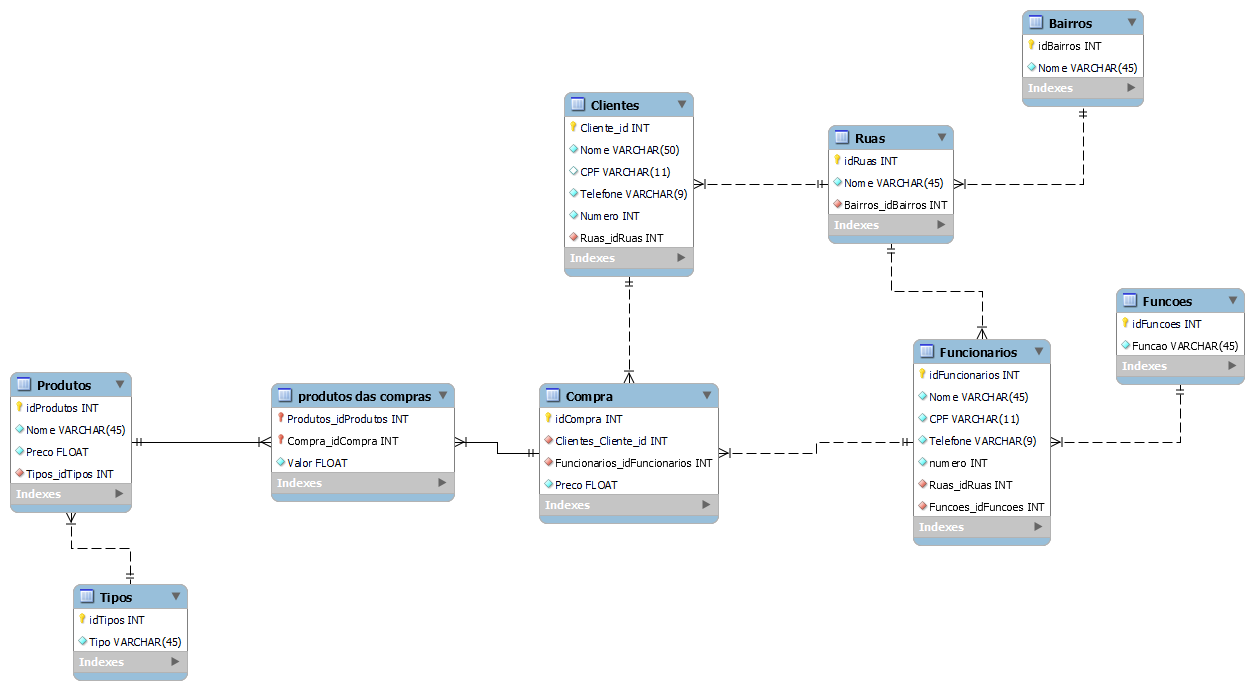 Bairros
idBairros INT
Nome VARCHAR(45)
Indexes
Clientes
Cliente_id INT
Nome VARCHAR(50)
CPF VARCHAR(11)
Telefone VARCHAR(9)
Numero INT
Ruas_idRuas INT
Indexes
Ruas
idRuas INT
Nome VARCHAR(45)
Bairros_idBairros INT
Indexes
Funcoes
idFuncoes INT
Funcao VARCHAR(45)
Indexes
Funcionarios
idFuncionarios INT
Nome VARCHAR(45)
CPF VARCHAR(11)
Telefone VARCHAR(9)
numero INT
Ruas_idRuas INT
Funcoes_idFuncoes INT
Indexes
Produtos
idProdutos INT
Nome VARCHAR(45)
Preco FLOAT
Tipos_idTipos INT
Indexes
produtos das compras
Produtos_idProdutos INT
Compra_idCompra INT
Valor FLOAT
Indexes
Compra
idCompra INT
Clientes_Cliente_id INT
Funcionarios_idFuncionarios INT
Preco FLOAT
Indexes
Tipos
idTipos INT
Tipo VARCHAR(45)
Indexes